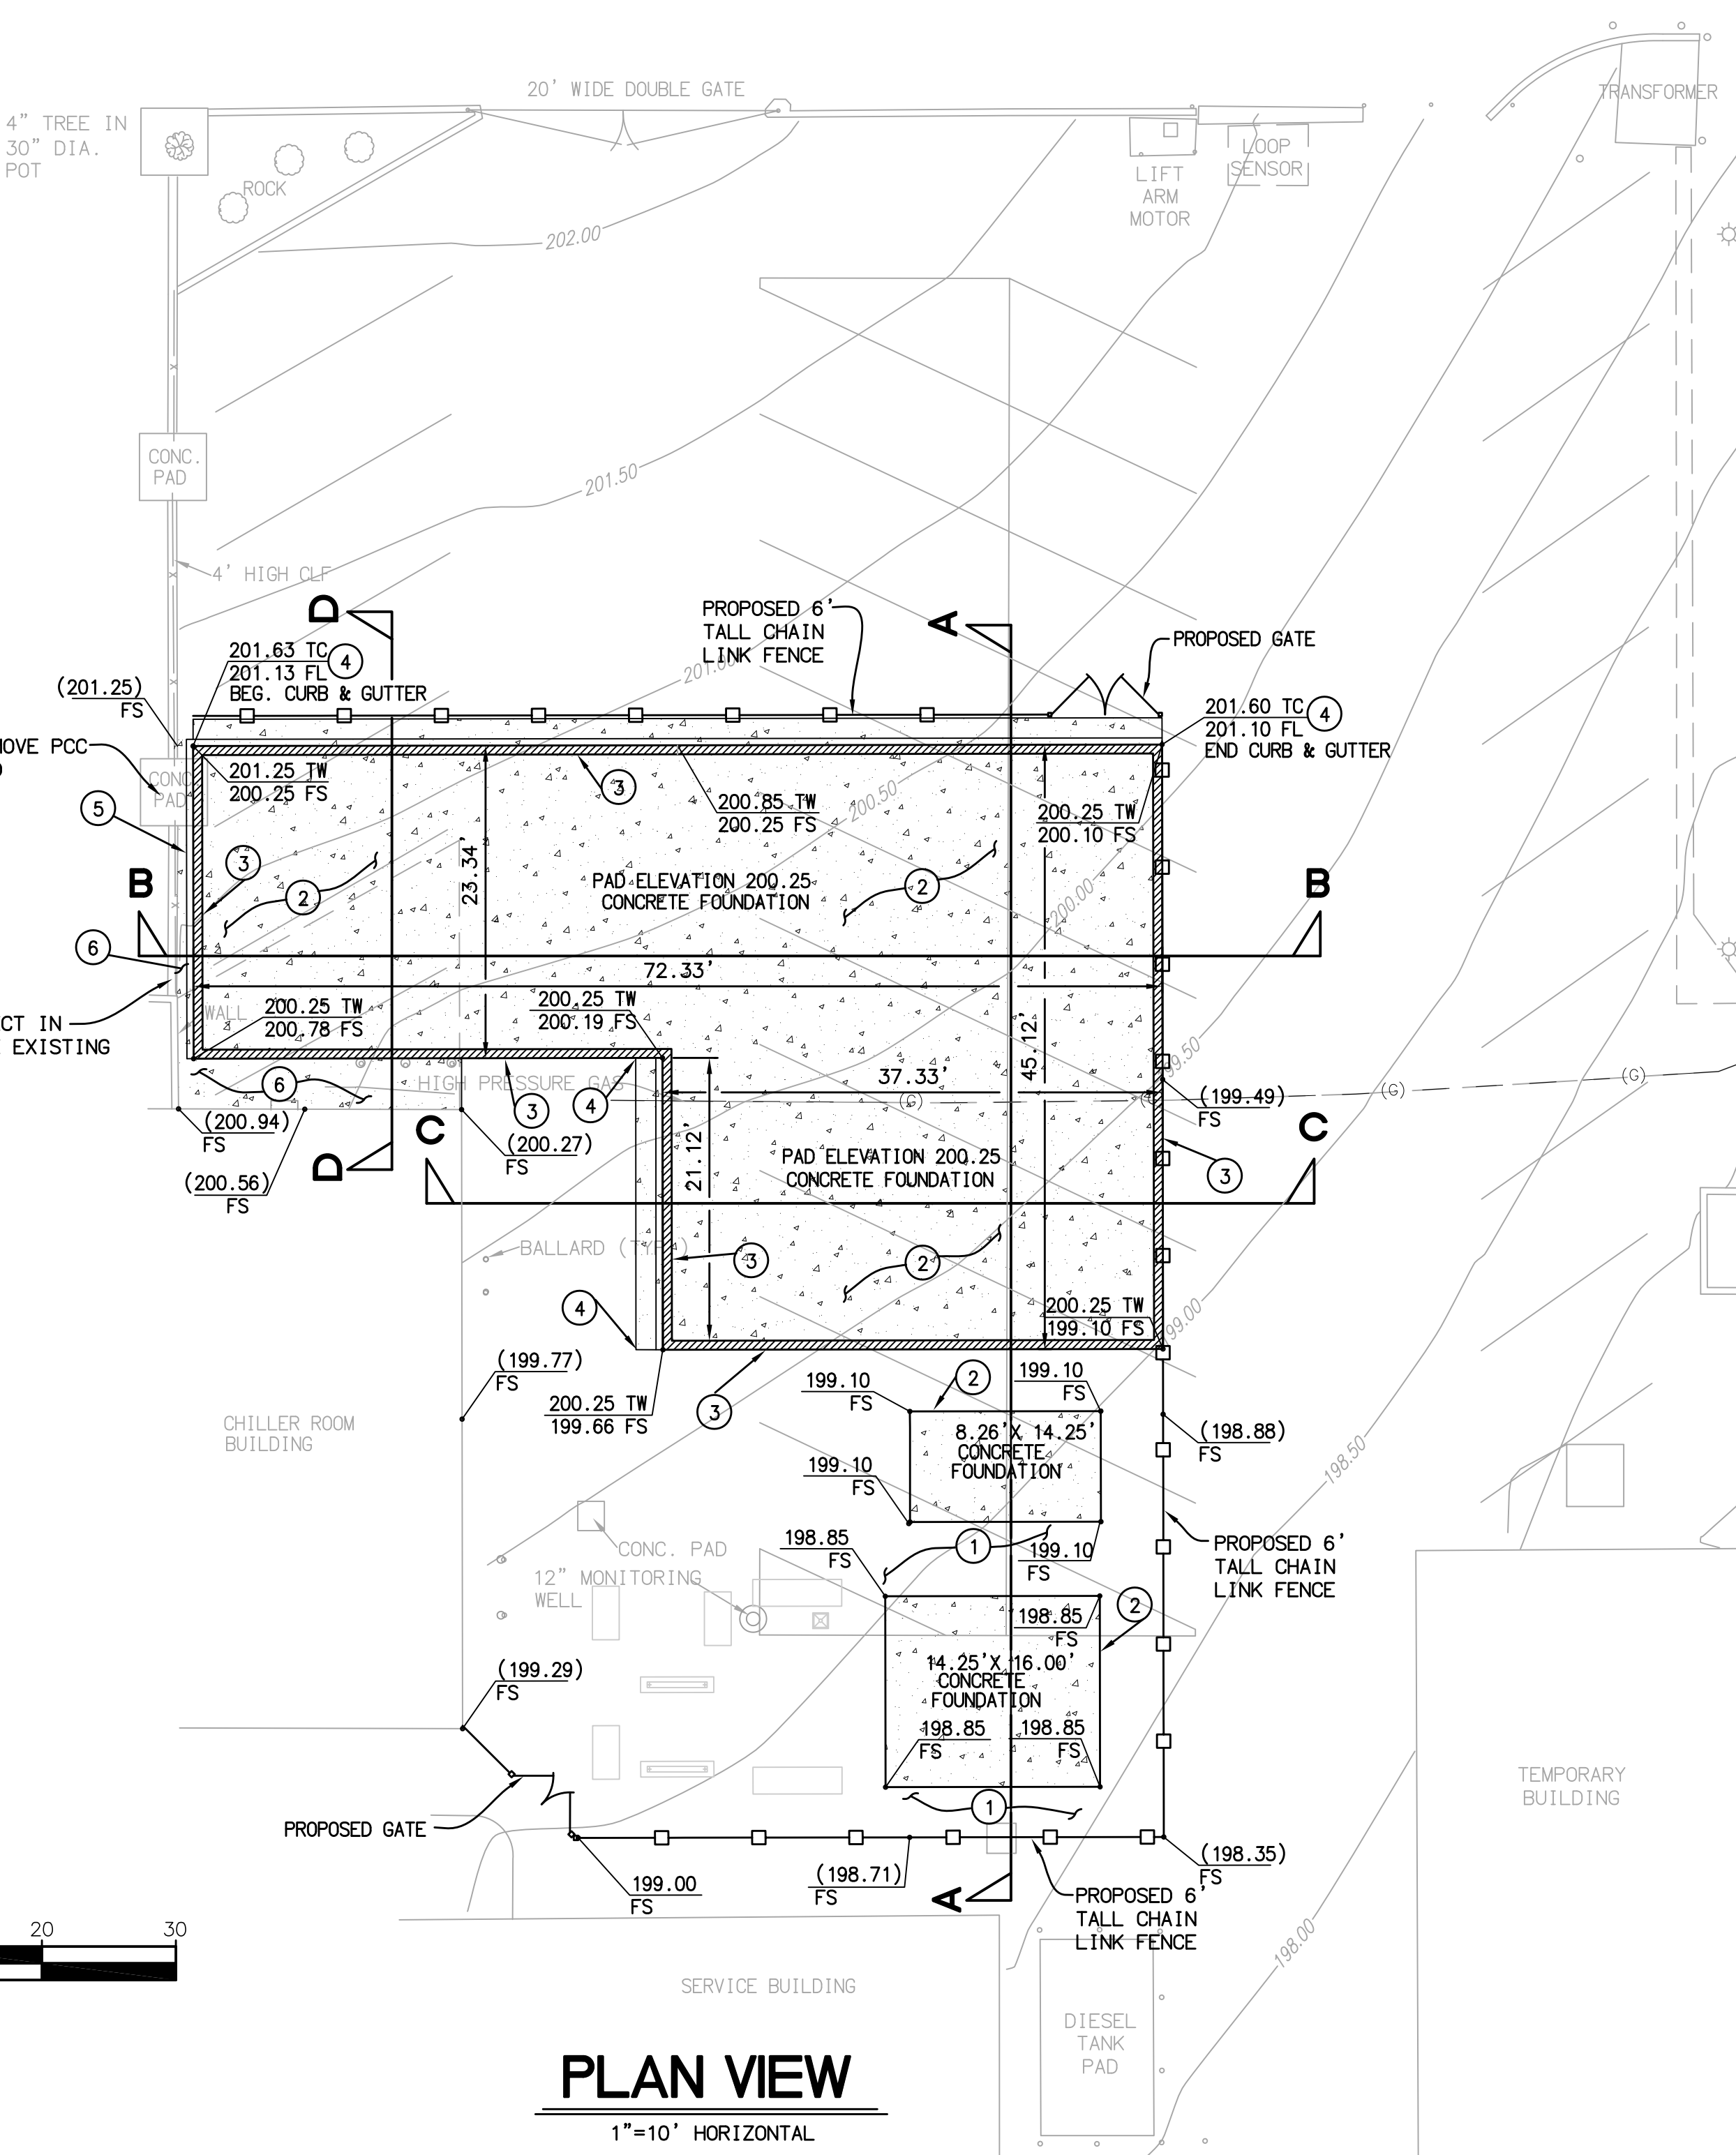 20' WIDE DOUBLE GATE
4" TREE IN
30" DIA.
POT
ROCK
TRANSFORMER
LOOP
SENSOR
LIFT
ARM
MOTOR
202.00
CONC.
PAD
201.50
4' HIGH CLF
D
A
PROPOSED 6'
TALL CHAIN
LINK FENCE
PROPOSED GATE
201.63 TC
201.13 FL
BEG. CURB & GUTTER
4
201.00
(201.25)
FS
201.60 TC
201.10 FL
END CURB & GUTTER
4
OVE PCC
CONC
PAD
201.25 TW
200.25 FS
3
200.85 TW
200.25 FS
200.50
200.25 TW
200.10 FS
5
3
2
23.34'
PAD ELEVATION 200.25
CONCRETE FOUNDATION
2
B
B
200.00
6
72.33'
WALL
200.25 TW
200.78 FS
200.25 TW
200.19 FS
CT IN
EXISTING
45.12'
199.50
37.33'
HIGH PRESSURE GAS
(G)
(G)
(G)
(G)
6
3
4
(199.49)
FS
(200.94)
FS
C
(200.27)
FS
21.12'
C
D
PAD ELEVATION 200.25
CONCRETE FOUNDATION
3
(200.56)
FS
BALLARD (TYP.)
3
2
4
200.25 TW
199.10 FS
199.00
(199.77)
FS
199.10
FS
2
199.10
FS
200.25 TW
199.66 FS
3
CHILLER ROOM
BUILDING
8.26'X 14.25'
CONCRETE
FOUNDATION
(198.88)
FS
198.50
199.10
FS
198.85
FS
1
199.10
FS
CONC. PAD
12" MONITORING
WELL
PROPOSED 6'
TALL CHAIN
LINK FENCE
198.85
FS
2
14.25'X 16.00'
CONCRETE
FOUNDATION
(199.29)
FS
198.85
FS
198.85
FS
TEMPORARY
BUILDING
1
PROPOSED GATE
(198.35)
FS
199.00
FS
(198.71)
FS
A
PROPOSED 6'
TALL CHAIN
LINK FENCE
20
30
198.00
SERVICE BUILDING
DIESEL
TANK
PAD
PLAN VIEW
1"=10' HORIZONTAL